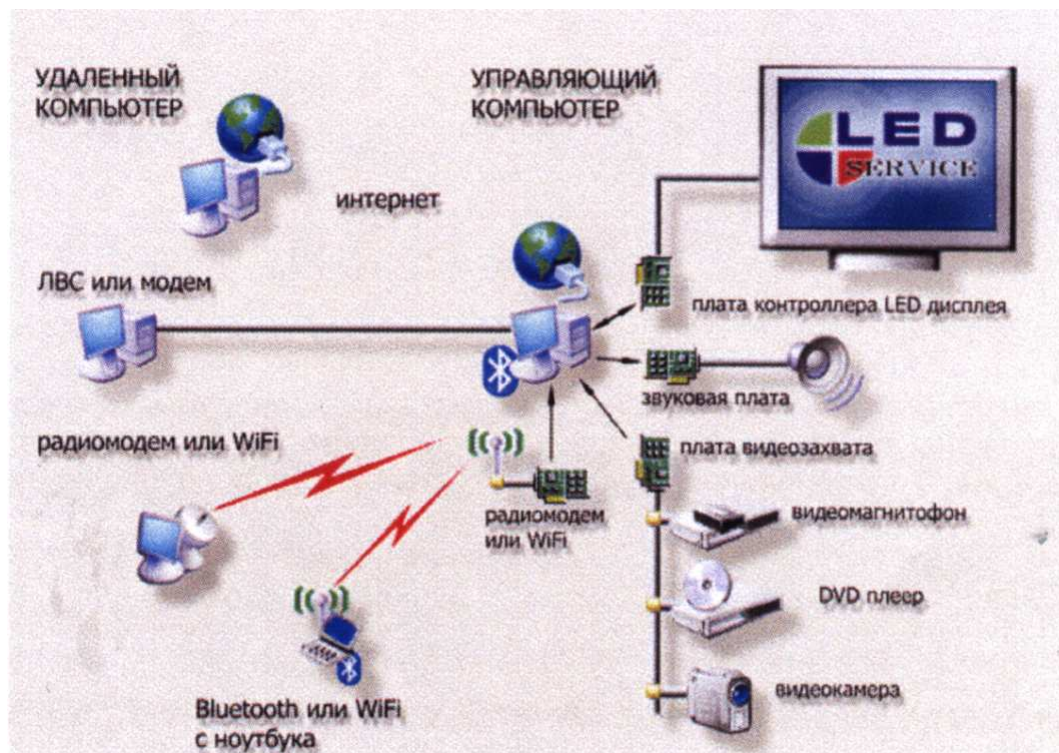 УДАЛЕННЫЙ
КОМПЬЮТЕР
УПРАВЛЯЮЩИЙ
КОМПЬЮТЕР
LED
SERVICE
интернет
ЛВС или модем
плата контроллера LED дисплея
звуковая плата
радиомодем или WiFi
плата видеозахвата
радиомодем
или WiFi
видеомагнитофон
DVD плеер
видеокамера
Bluetooth или WiFi
с ноутбука